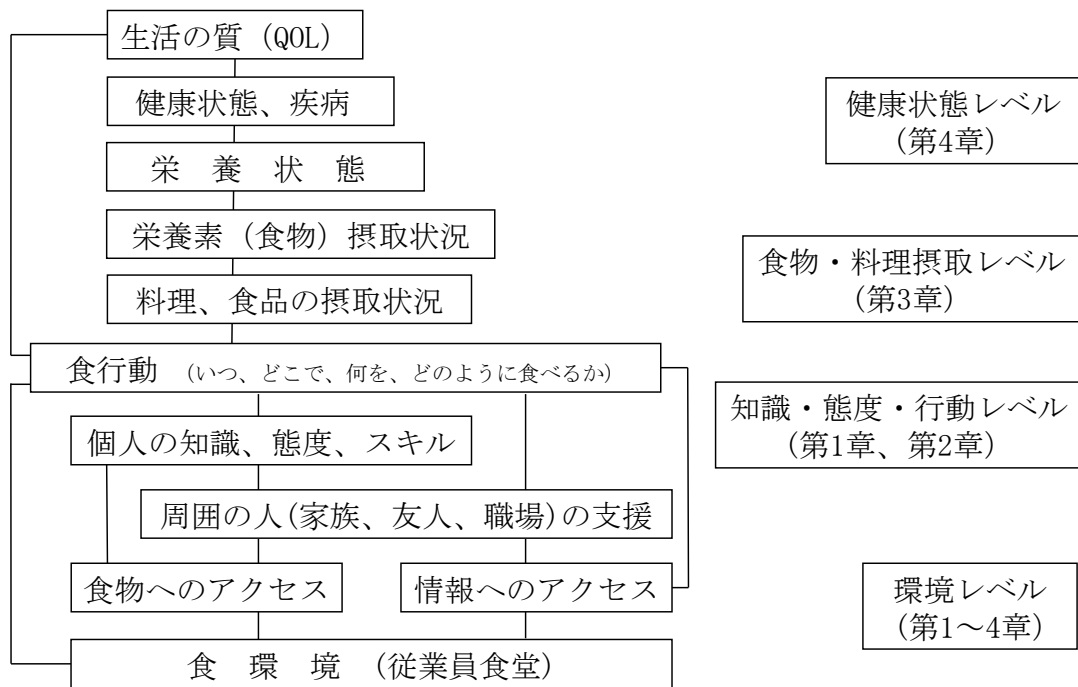 生活の質 (QOL)
健康状態、疾病
栄　養　状　態
栄養素 (食物) 摂取状況
料理、食品の摂取状況
食行動　(いつ、どこで、何を、どのように食べるか)
個人の知識、態度、スキル
周囲の人(家族、友人、職場)の支援
食物へのアクセス
情報へのアクセス
食　環　境　(従業員食堂)
健康状態レベル
(第4章)
食物・料理摂取レベル
(第3章)
知識・態度・行動レベル
(第1章、第2章)
環境レベル
(第1～4章)